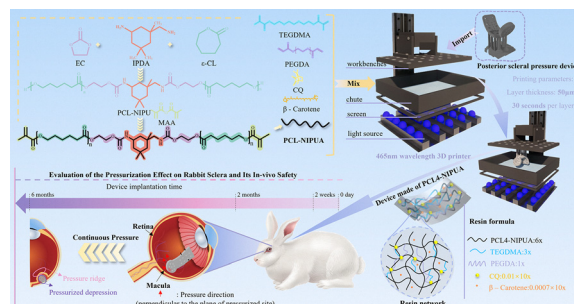 TEGDMA
EC
IPDA
ε-CL
PEGDA
CQ
β - Carotene
PCL-NIPU
MAA
PCL-NIPUA
Mix
Import
workbenches
chute
screen
light source
465nm wavelength 3D printer
Posterior scleral pressure device
Printing parameters:
Layer thickness: 50μm
30 seconds per layer
Evaluation of the Pressurization Effect on Rabbit Sclera and Its In-vivo Safety
Device implantation time
6 months
2 months
2 weeks
0 day
Continuous Pressure
Retina
Macula
Pressure ridge
Pressurized depression
: Pressure direction
(perpendicular to the plane of pressurized site)
Device made of PCL4-NIPUA
Resin network
Resin formula
PCL4-NIPUA:6x
TEGDMA:3x
PEGDA:1x
CQ:0.01×10x
β - Carotene:0.0007×10x